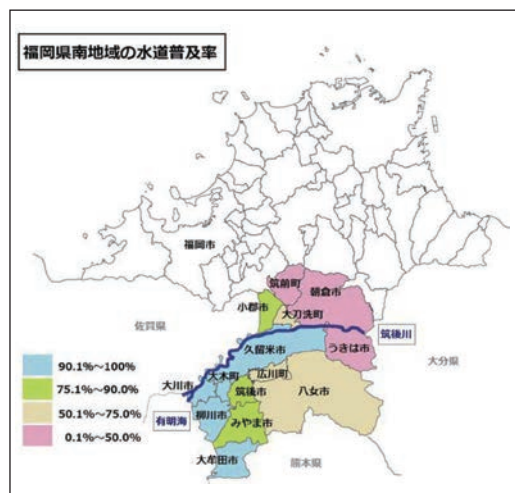 福岡県南地域の水道普及率
福岡市
筑前町
朝倉市
小郡市
大刀洗町
佐賀県
筑後川
久留米市
うきは市
大分県
90.1%~100%
75.1%~90.0%
50.1%~75.0%
0.1%~50.0%
大川市
大木町
広川町
筑後市
八女市
有明海
柳川市
みやま市
大牟田市
熊本県